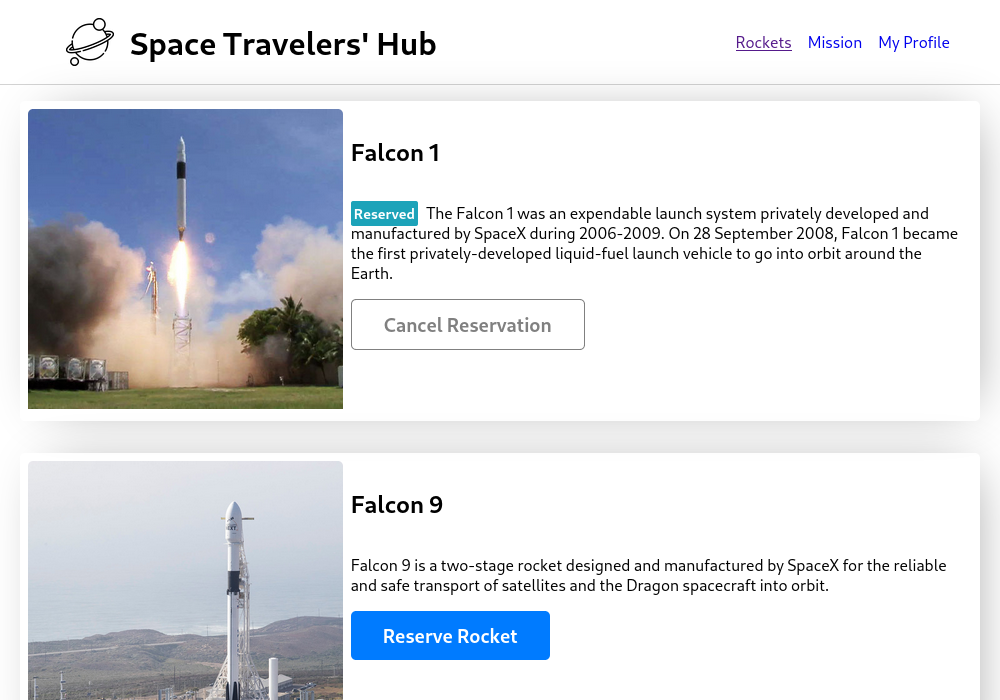 Space Travelers' Hub
Rockets Mission My Profile
Falcon 1
Reserved The Falcon 1 was an expendable launch system privately developed and
manufactured by SpaceX during 2006-2009. On 28 September 2008, Falcon 1 became
the first privately-developed liquid-fuel launch vehicle to go into orbit around the
Earth.
Cancel Reservation
Falcon 9
Falcon 9 is a two-stage rocket designed and manufactured by SpaceX for the reliable
and safe transport of satellites and the Dragon spacecraft into orbit.
Reserve Rocket